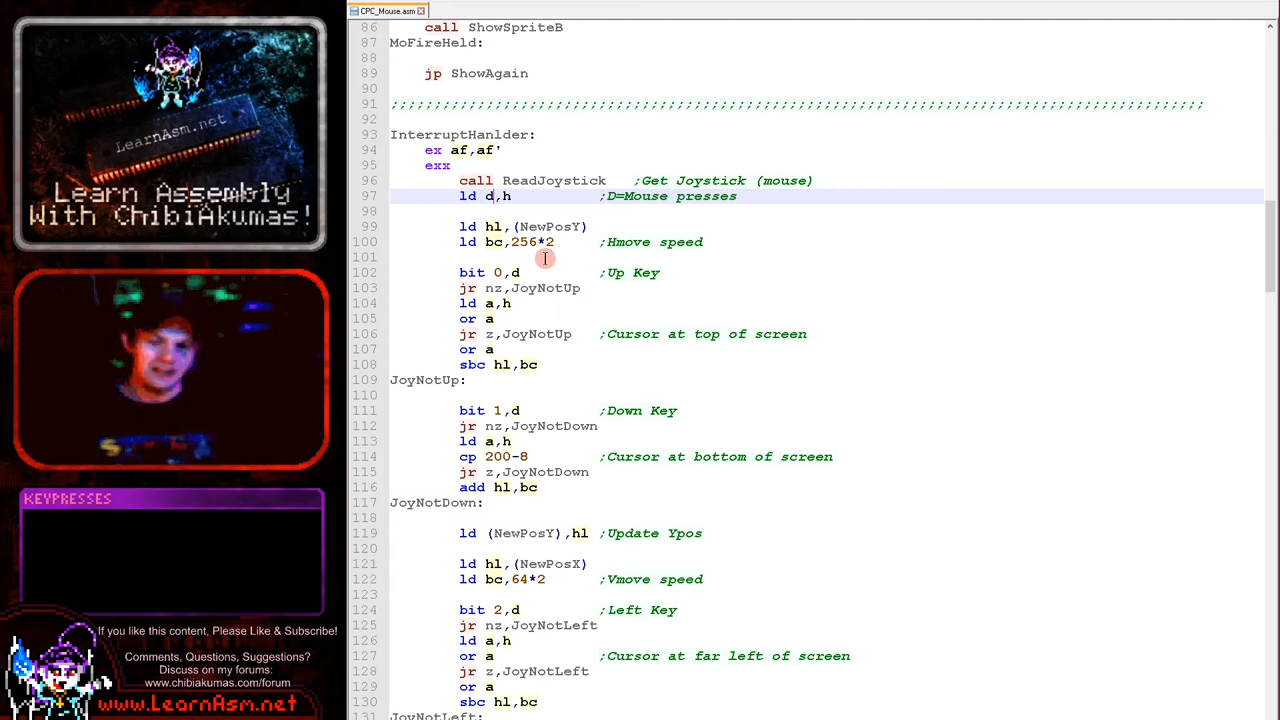 LearnAsm.net
Learn Assembly
With ChibiAkumas!
KEYPRESSES
If you like this content, Please Like & Subscribe!
Comments, Questions, Suggestions?
Discuss on my forums:
www.chibiakumas.com/forum
www.LearnAsm.net
CPC_Mouse.asm
86 call ShowSpriteB
87 MoFireHeld:
88
89 jp ShowAgain
90
91 ;;;;;;;;;;;;;;;;;;;;;;;;;;;;;;;;;;;;;;;;;;;;;;;;;;;;;;;;;;;;;;;;;;;;;;;;;;;;;;;;;;;;;;;;;;;;;;
92
93 InterruptHanlder:
94 ex af,af'
95 exx
96 call ReadJoystick ;Get Joystick (mouse)
97 ld d,h ;D=Mouse presses
98
99 ld hl,(NewPosY)
100 ld bc,256*2 ;Hmove speed
101
102 bit 0,d ;Up Key
103 jr nz,JoyNotUp
104 ld a,h
105 or a
106 jr z,JoyNotUp ;Cursor at top of screen
107 or a
108 sbc hl,bc
109 JoyNotUp:
110
111 bit 1,d ;Down Key
112 jr nz,JoyNotDown
113 ld a,h
114 cp 200-8 ;Cursor at bottom of screen
115 jr z,JoyNotDown
116 add hl,bc
117 JoyNotDown:
118
119 ld (NewPosY),hl ;Update Ypos
120
121 ld hl,(NewPosX)
122 ld bc,64*2 ;Vmove speed
123
124 bit 2,d ;Left Key
125 jr nz,JoyNotLeft
126 ld a,h
127 or a ;Cursor at far left of screen
128 jr z,JoyNotLeft
129 or a
130 sbc hl,bc
131 JoyNotLeft: